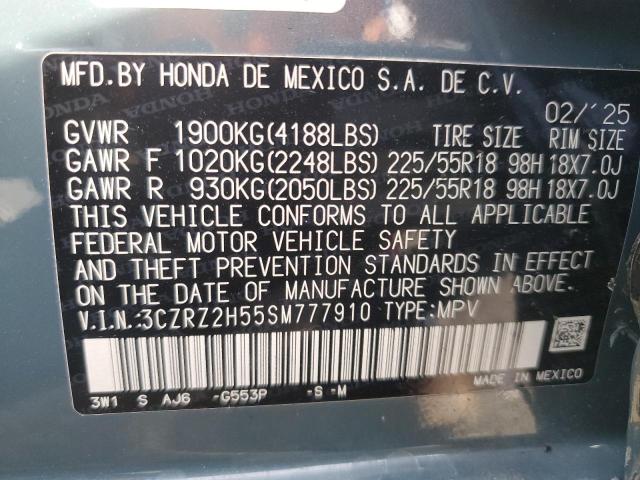 MFD. BY HONDA DE MEXICO S.A. DE C.V.
02/'25
GVWR 1900KG(4188LBS) TIRE SIZE RIM SIZE
GAWR F 1020KG(2248LBS) 225/55R18 98H 18X7.0J
GAWR R 930KG(2050LBS) 225/55R18 98H 18X7.0J
THIS VEHICLE CONFORMS TO ALL APPLICABLE
FEDERAL MOTOR VEHICLE SAFETY
AND THEFT PREVENTION STANDARDS IN EFFECT
ON THE DATE OF MANUFACTURE SHOWN ABOVE.
V.I.N.:3CZRZ2H55SM777910 TYPE:MPV
MADE IN MEXICO
3W1 S AJ6 -G553P -S -M